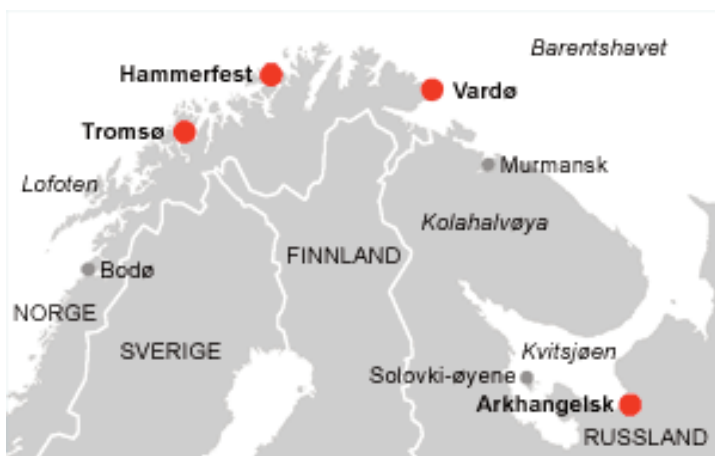 Barentshavet
Hammerfest
Vardø
Tromsø
Murmansk
Lofoten
Kolahalvøya
FINNLAND
Bodø
NORGE
SVERIGE
Kvitsjøen
Solovki-øyene
Arkhangelsk
RUSSLAND